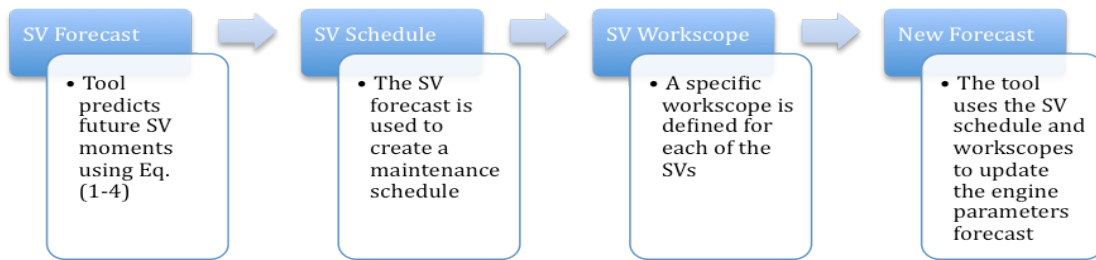 SV Forecast
• Tool
predicts
future SV
moments
using Eq.
(1-4)
SV Schedule
• The SV
forecast is
used to
create a
maintenance
schedule
SV Workscope
• A specific
workscope is
defined for
each of the
SVs
New Forecast
• The tool
uses the SV
schedule and
workscopes
to update
the engine
parameters
forecast